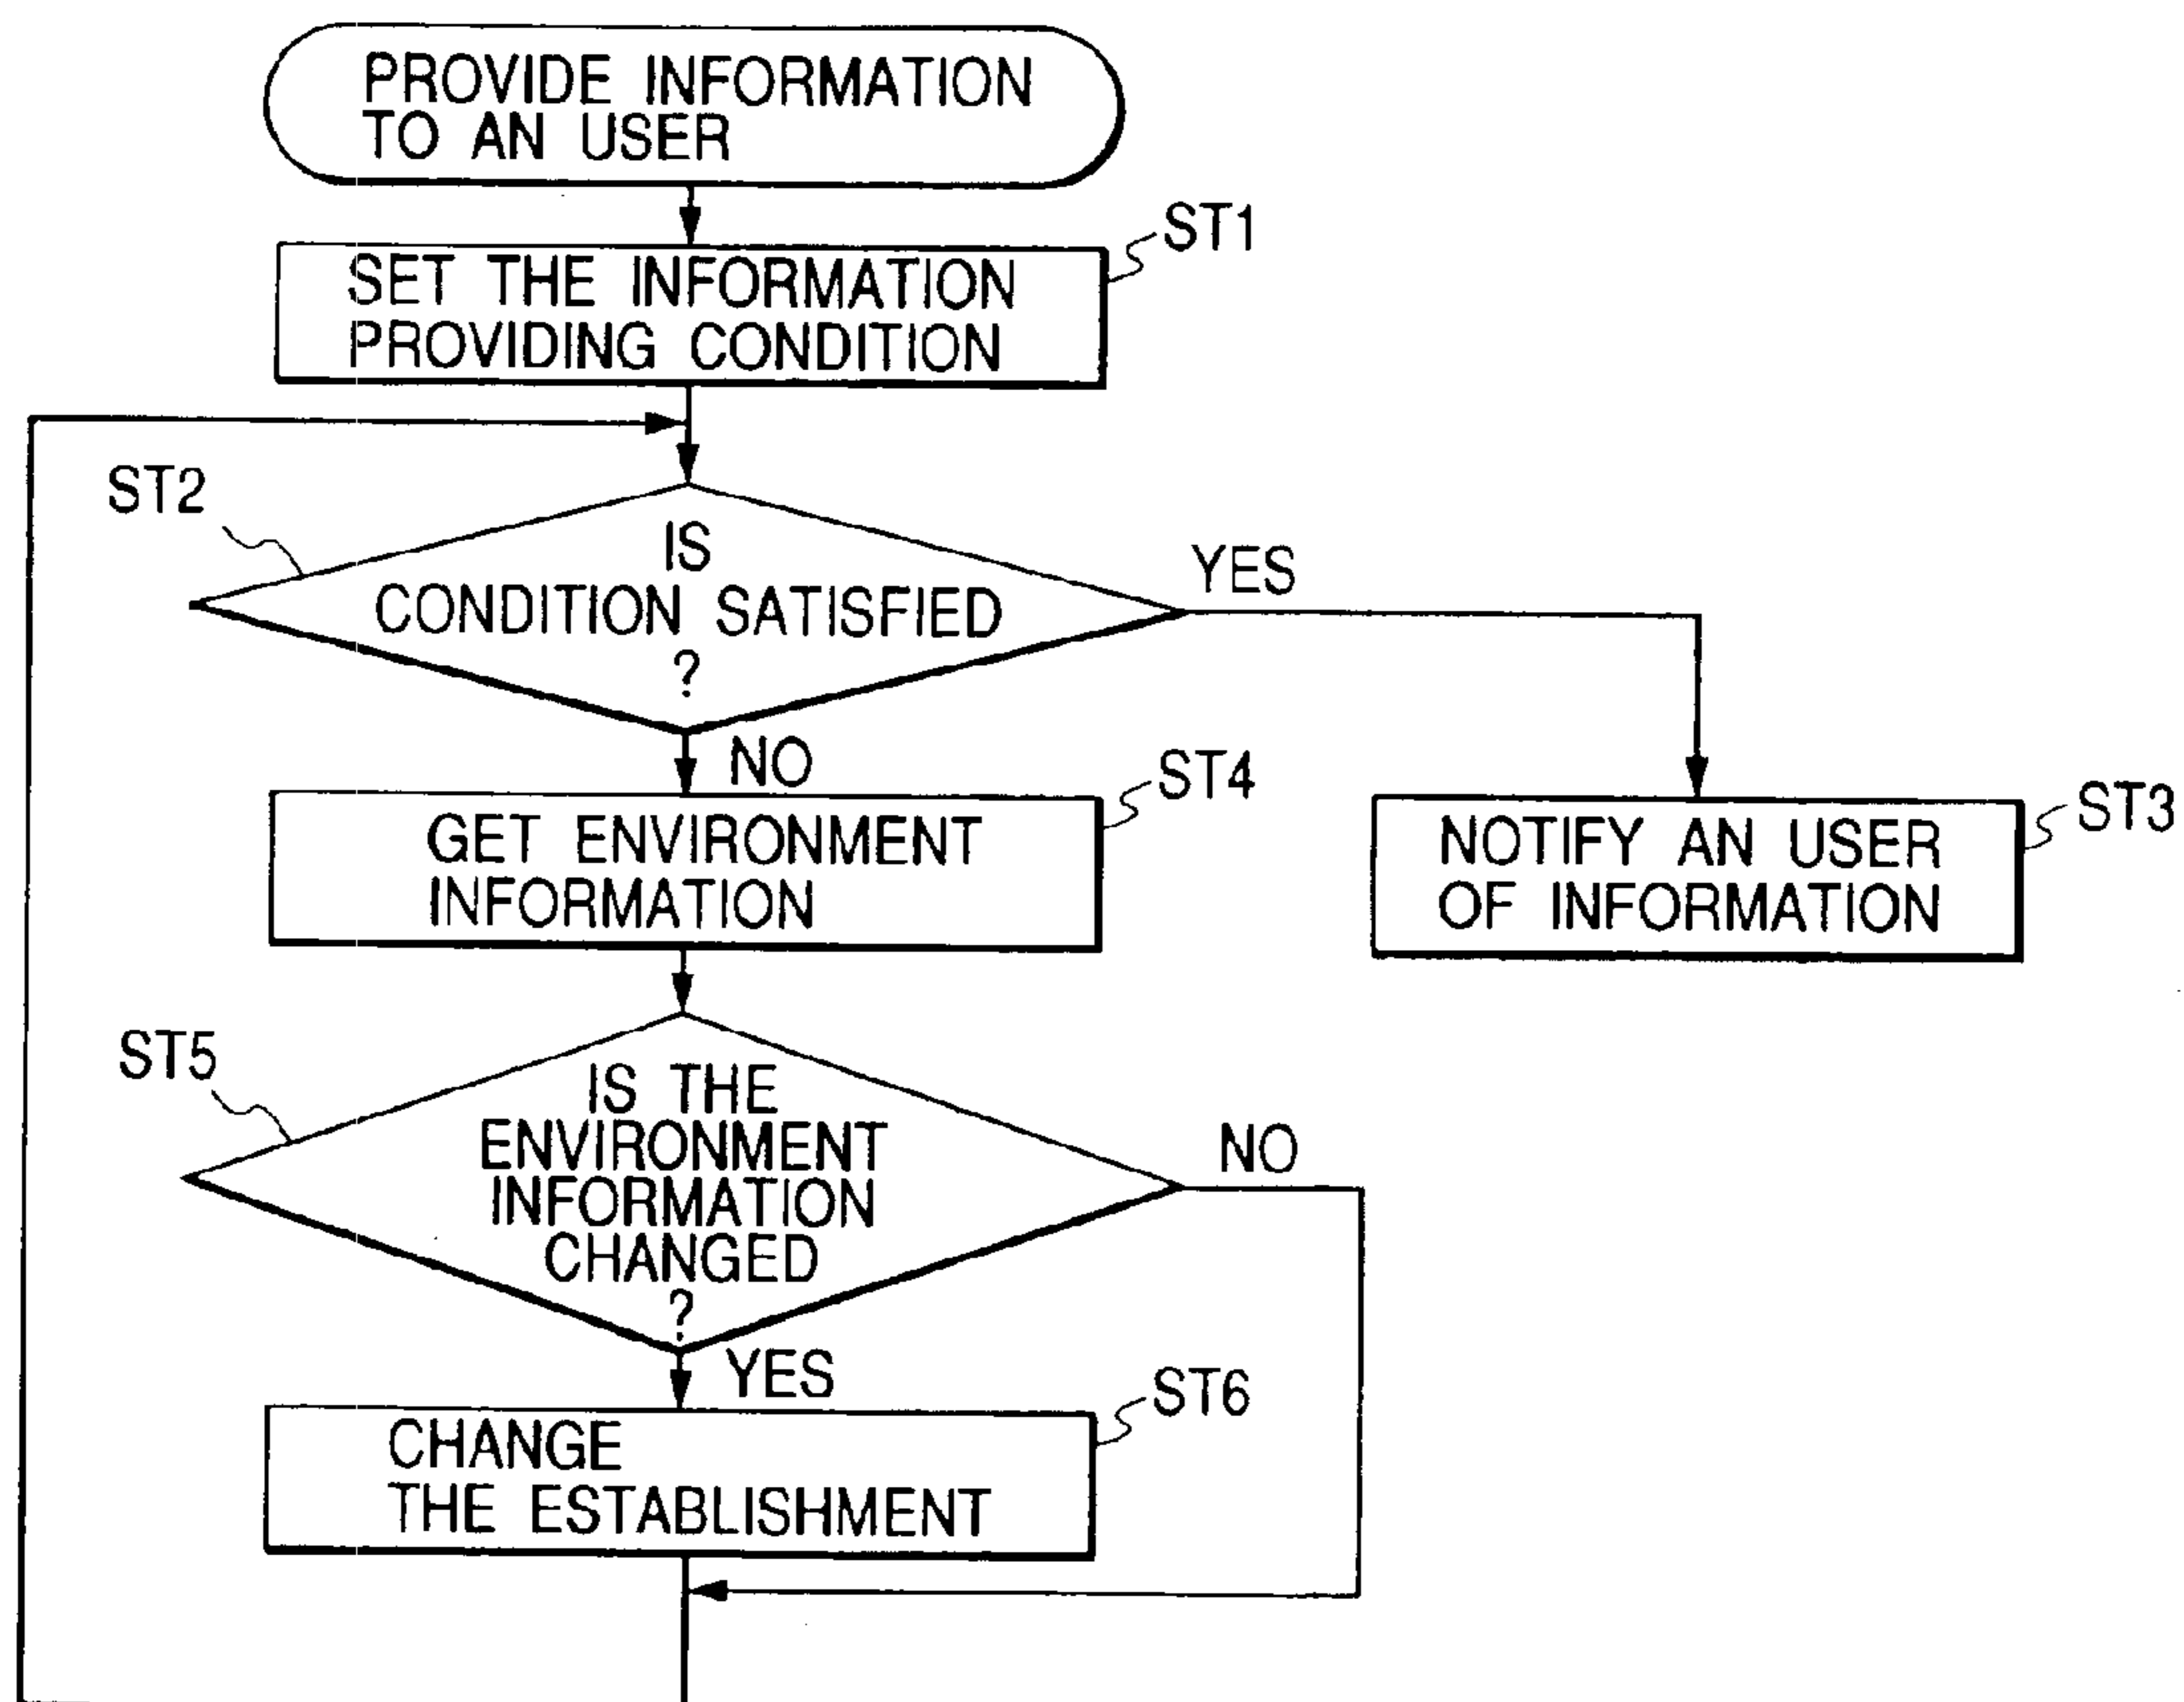 PROVIDE INFORMATION
TO AN USER
ST1
SET THE INFORMATION
PROVIDING CONDITION
ST2
IS
CONDITION SATISFIED
?
YES
NO
ST4
GET ENVIRONMENT
INFORMATION
ST3
NOTIFY AN USER
OF INFORMATION
ST5
IS THE
ENVIRONMENT
INFORMATION
CHANGED
?
NO
YES
ST6
CHANGE
THE ESTABLISHMENT